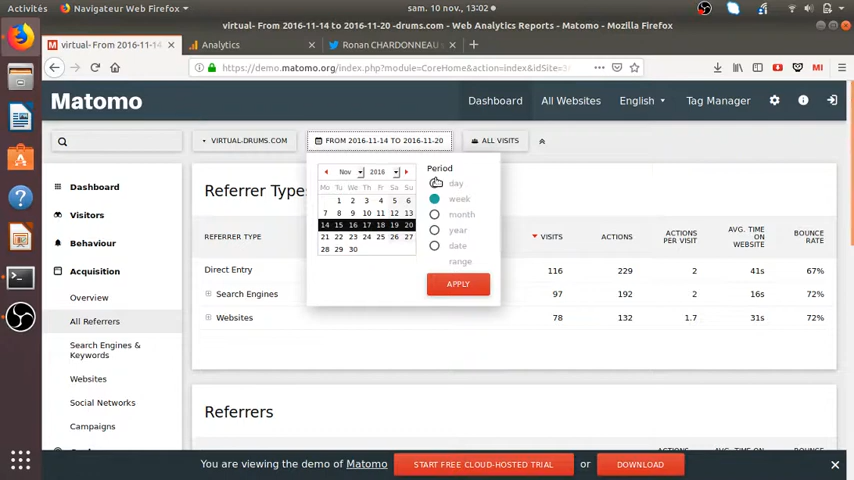 Activités
Navigateur Web Firefox
sam. 10 nov., 13:02
virtual- From 2016-11-14 to 2016-11-20 -drums.com - Web Analytics Reports - Matomo - Mozilla Firefox
virtual- From 2016-11-14
Analytics
Ronan CHARDONNEAU
https://demo.matomo.org/index.php?module=CoreHome&action=index&idSite=3
Matomo
Dashboard
All Websites
English
Tag Manager
VIRTUAL-DRUMS.COM
FROM 2016-11-14 TO 2016-11-20
ALL VISITS
Nov 2016
Mo Tu We Th Fr Sa Su
1 2 3 4 5 6
7 8 9 10 11 12 13
14 15 16 17 18 19 20
21 22 23 24 25 26 27
28 29 30
Period
day
week
month
year
date
range
APPLY
Dashboard
Visitors
Behaviour
Acquisition
Overview
All Referrers
Search Engines &
Keywords
Websites
Social Networks
Campaigns
Referrer Types
REFERRER TYPE VISITS ACTIONS ACTIONS PER VISIT AVG. TIME ON WEBSITE BOUNCE RATE
Direct Entry 116 229 2 41s 67%
Search Engines 97 192 2 16s 72%
Websites 78 132 1.7 31s 72%
Referrers
You are viewing the demo of Matomo START FREE CLOUD-HOSTED TRIAL or DOWNLOAD